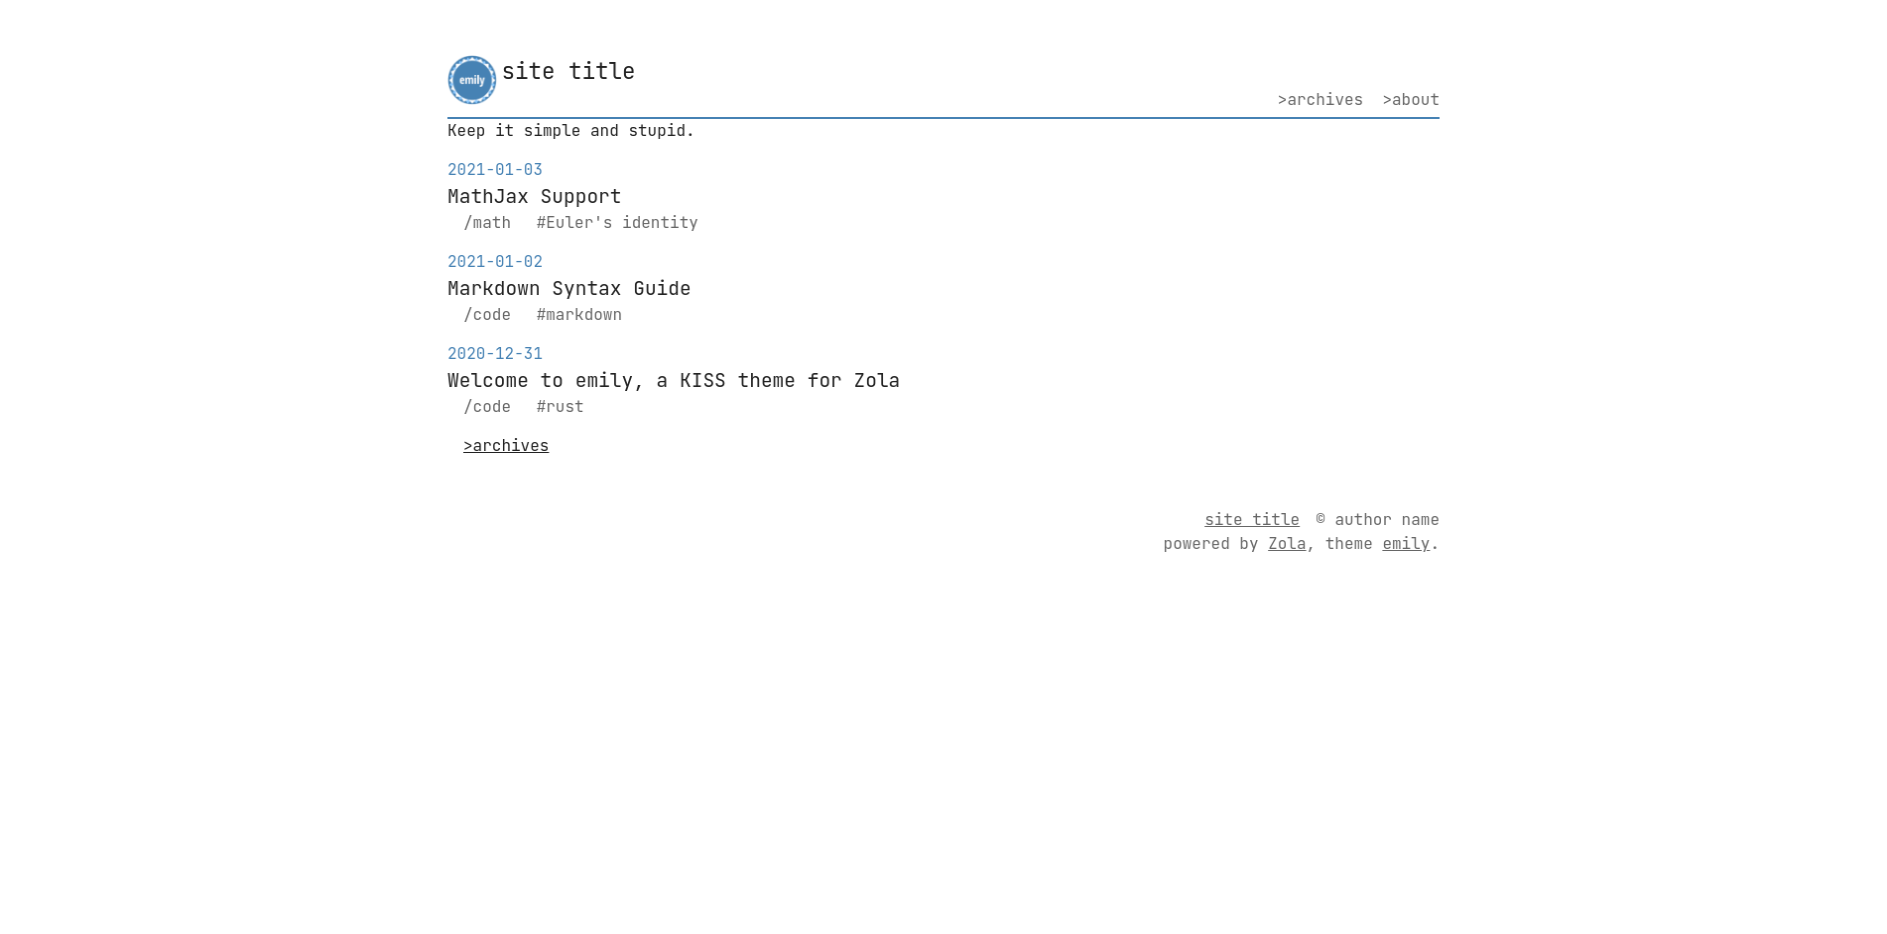 emily site title
>archives >about
Keep it simple and stupid.
2021-01-03
MathJax Support
/math #Euler's identity
2021-01-02
Markdown Syntax Guide
/code #markdown
2020-12-31
Welcome to emily, a KISS theme for Zola
/code #rust
>archives
site title © author name
powered by Zola, theme emily.